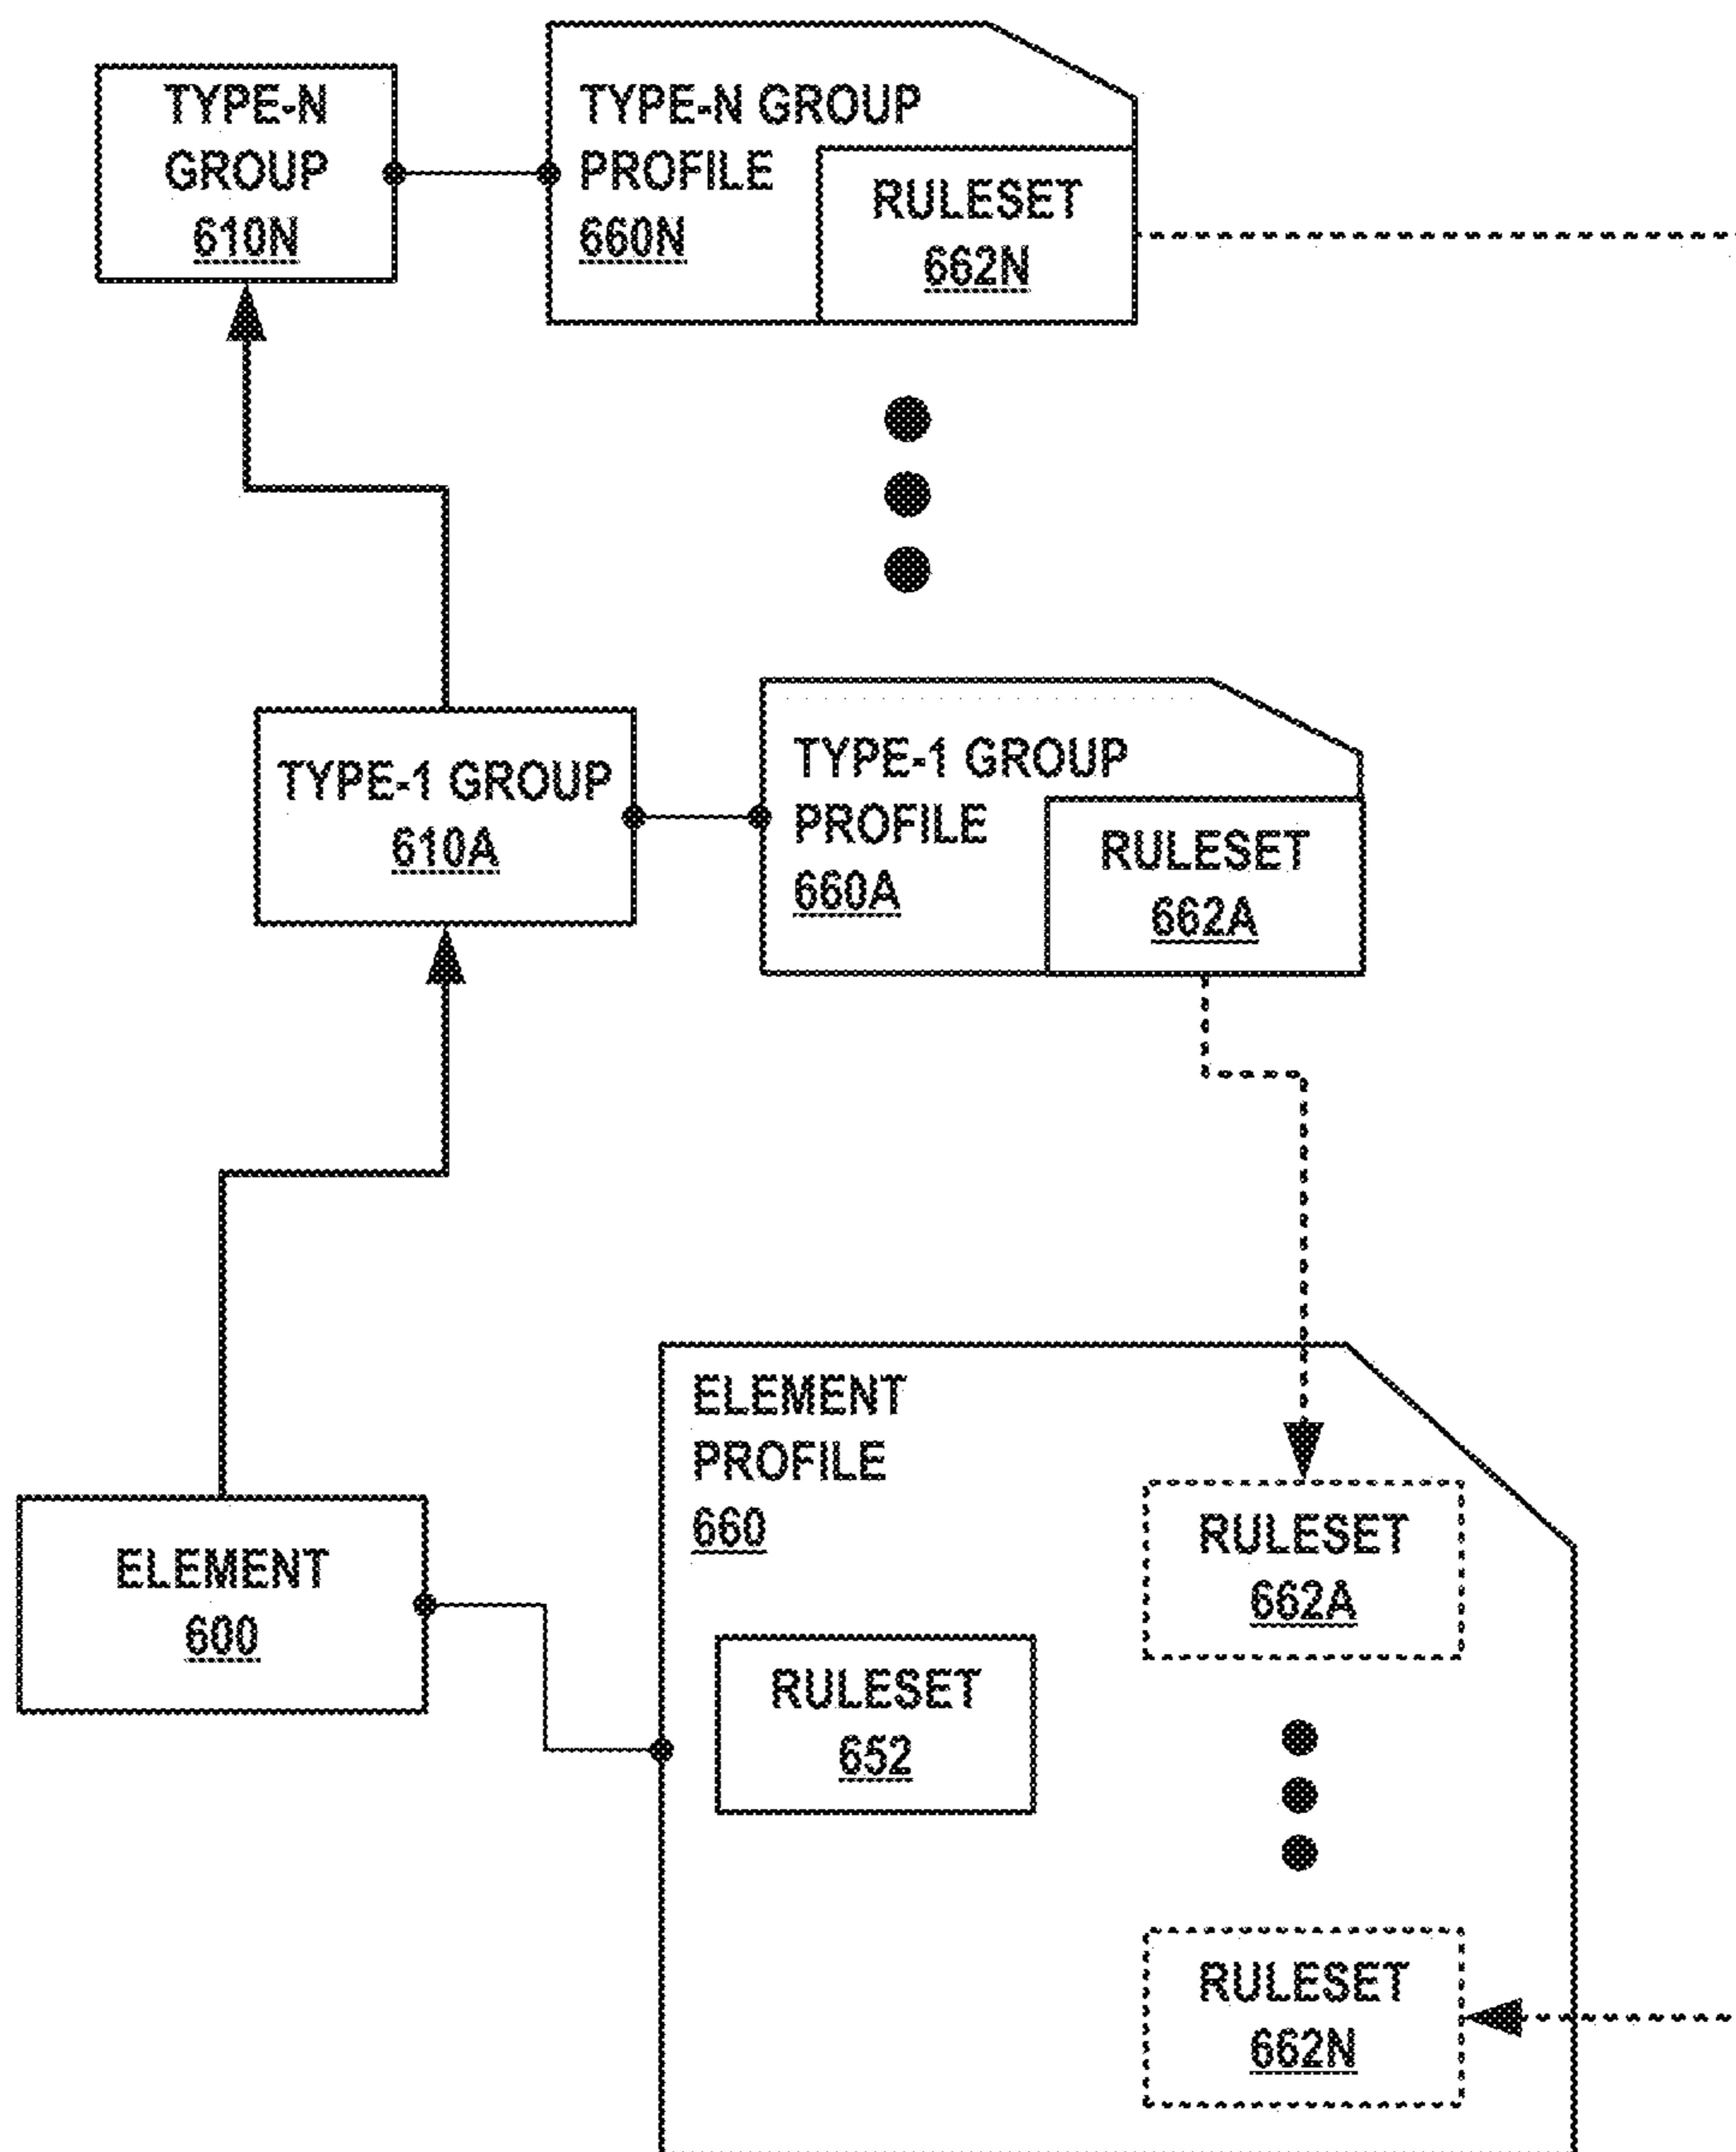 TYPE-N
GROUP
610N
TYPE-N GROUP
PROFILE
660N
RULESET
662N
TYPE-1 GROUP
610A
TYPE-1 GROUP
PROFILE
660A
RULESET
662A
ELEMENT
600
ELEMENT
PROFILE
660
RULESET
652
RULESET
662A
RULESET
662N